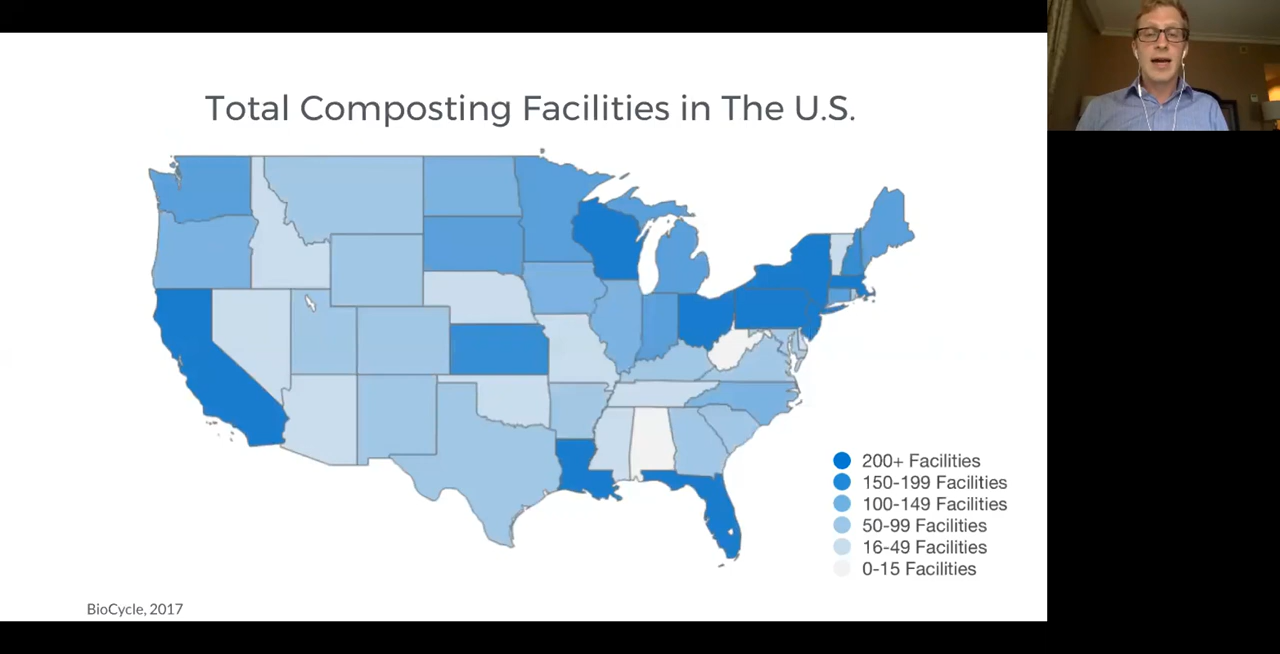 Total Composting Facilities in The U.S.
200+ Facilities
150-199 Facilities
100-149 Facilities
50-99 Facilities
16-49 Facilities
0-15 Facilities
BioCycle, 2017